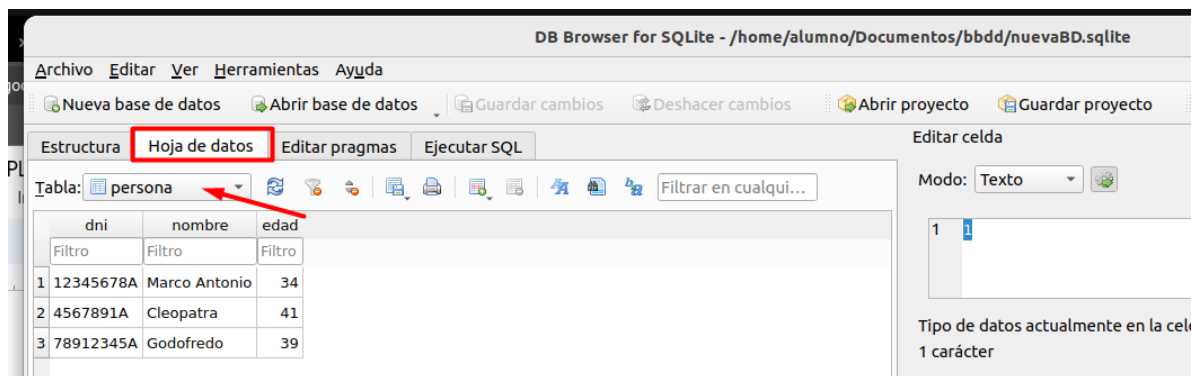 DB Browser for SQLite - /home/alumno/Documentos/bbdd/nuevaBD.sqlite
Archivo Editar Ver Herramientas Ayuda
Nueva base de datos Abrir base de datos Guardar cambios Deshacer cambios Abrir proyecto Guardar proyecto
Estructura Hoja de datos Editar pragmas Ejecutar SQL
Tabla: persona Filtrar en cualqui...
dni nombre edad
Filtro Filtro Filtro
1 12345678A Marco Antonio 34
2 4567891A Cleopatra 41
3 78912345A Godofredo 39
Editar celda
Modo: Texto
1 1
Tipo de datos actualmente en la cel
1 carácter